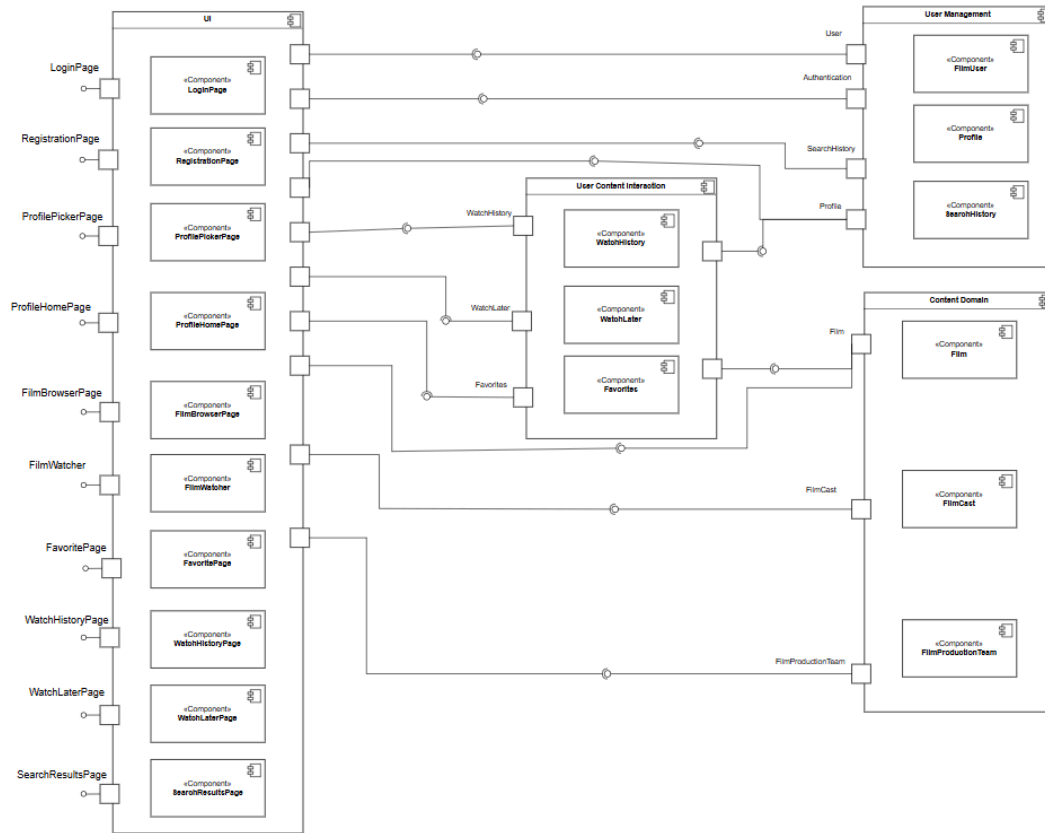 UI
LoginPage
«Component»
LoginPage
RegistrationPage
«Component»
RegistrationPage
ProfilePickerPage
«Component»
ProfilePickerPage
ProfileHomePage
«Component»
ProfileHomePage
FilmBrowserPage
«Component»
FilmBrowserPage
FilmWatcher
«Component»
FilmWatcher
FavoritePage
«Component»
FavoritePage
WatchHistoryPage
«Component»
WatchHistoryPage
WatchLaterPage
«Component»
WatchLaterPage
SearchResultsPage
«Component»
SearchResultsPage
User Content Interaction
WatchHistory
«Component»
WatchHistory
WatchLater
«Component»
WatchLater
Favorites
«Component»
Favorites
User Management
User
«Component»
FilmUser
Authentication
«Component»
Profile
SearchHistory
«Component»
SearchHistory
Profile
Content Domain
Film
«Component»
Film
FilmCast
«Component»
FilmCast
FilmProductionTeam
«Component»
FilmProductionTeam